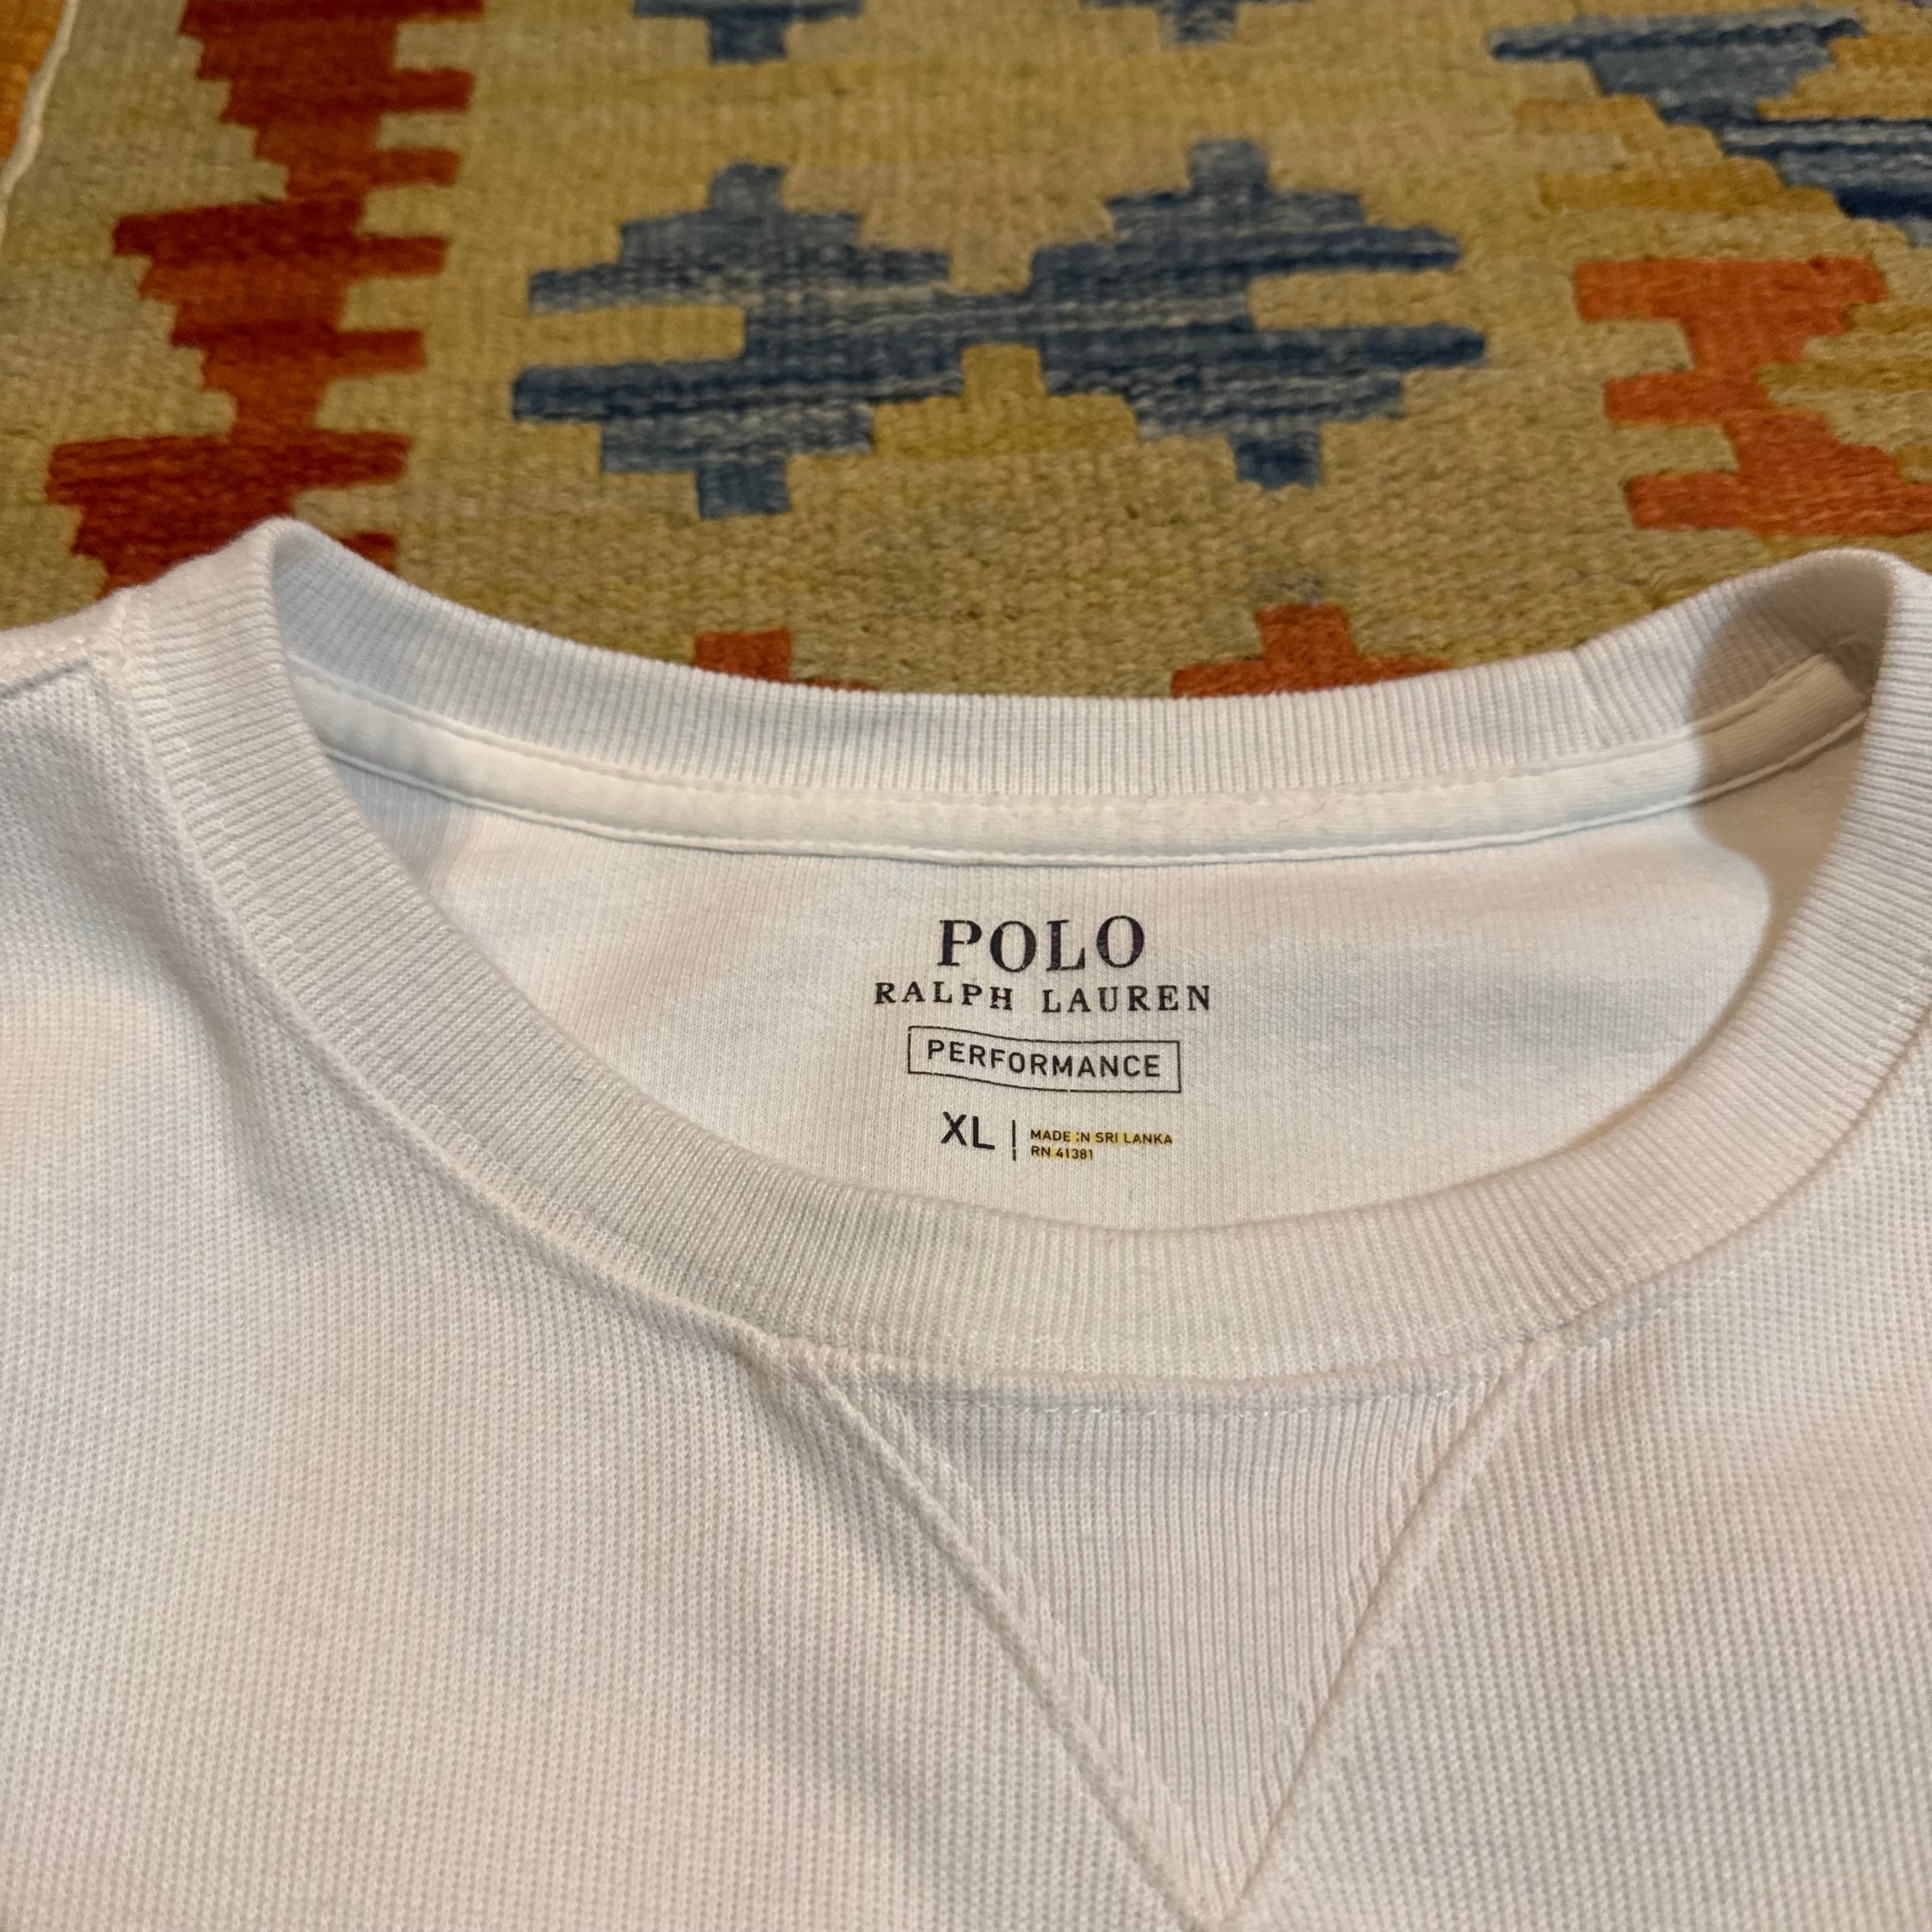 POLO
RALPH LAUREN
PERFORMANCE
XL
MADE IN SRI LANKA
RN 41381